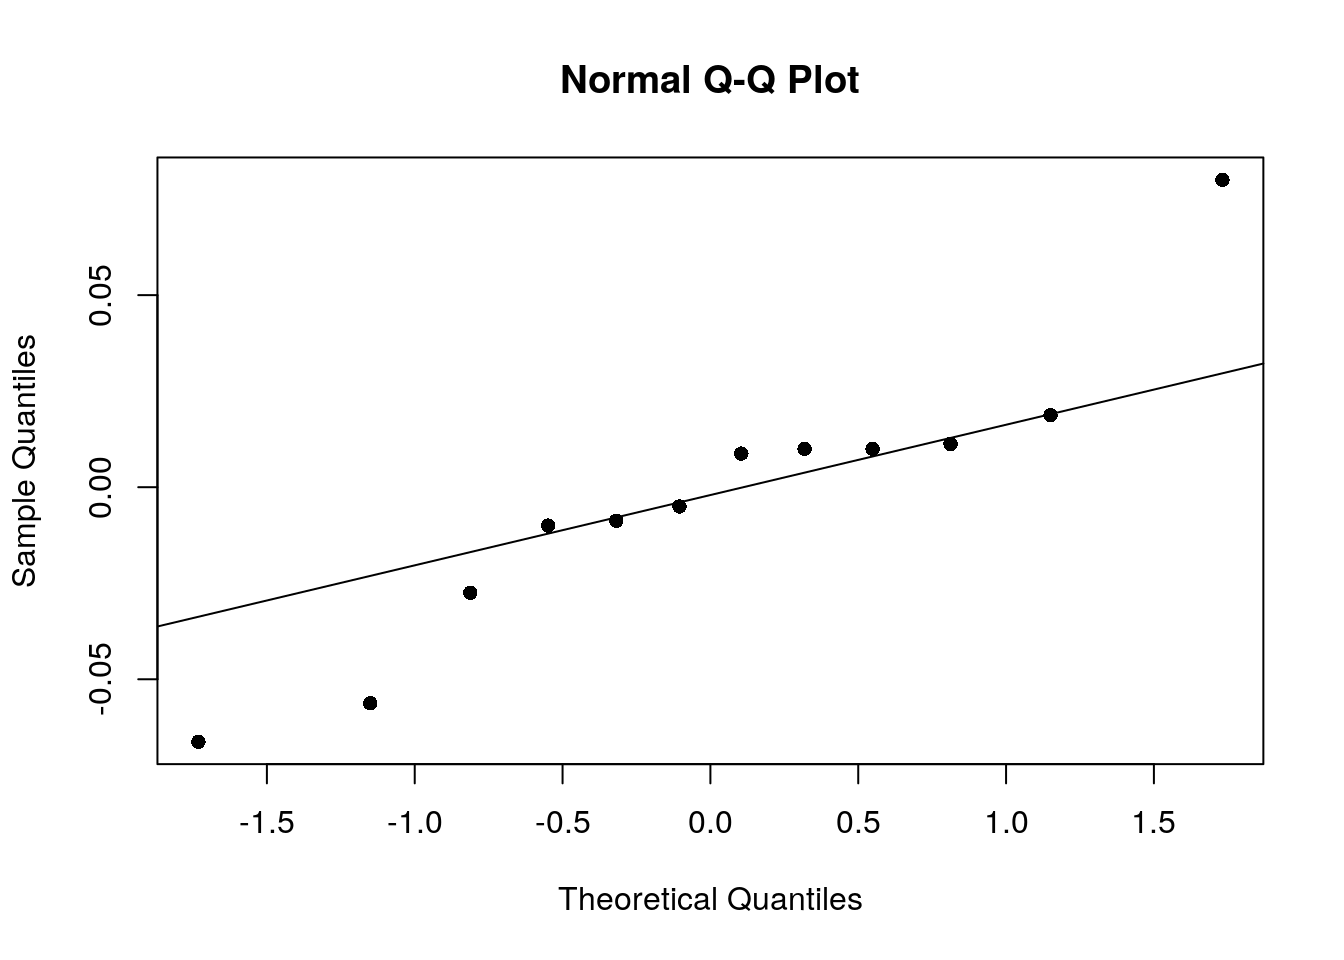 Normal Q-Q Plot
Sample Quantiles
0.05
0.00
-0.05
-1.5 -1.0 -0.5 0.0 0.5 1.0 1.5
Theoretical Quantiles